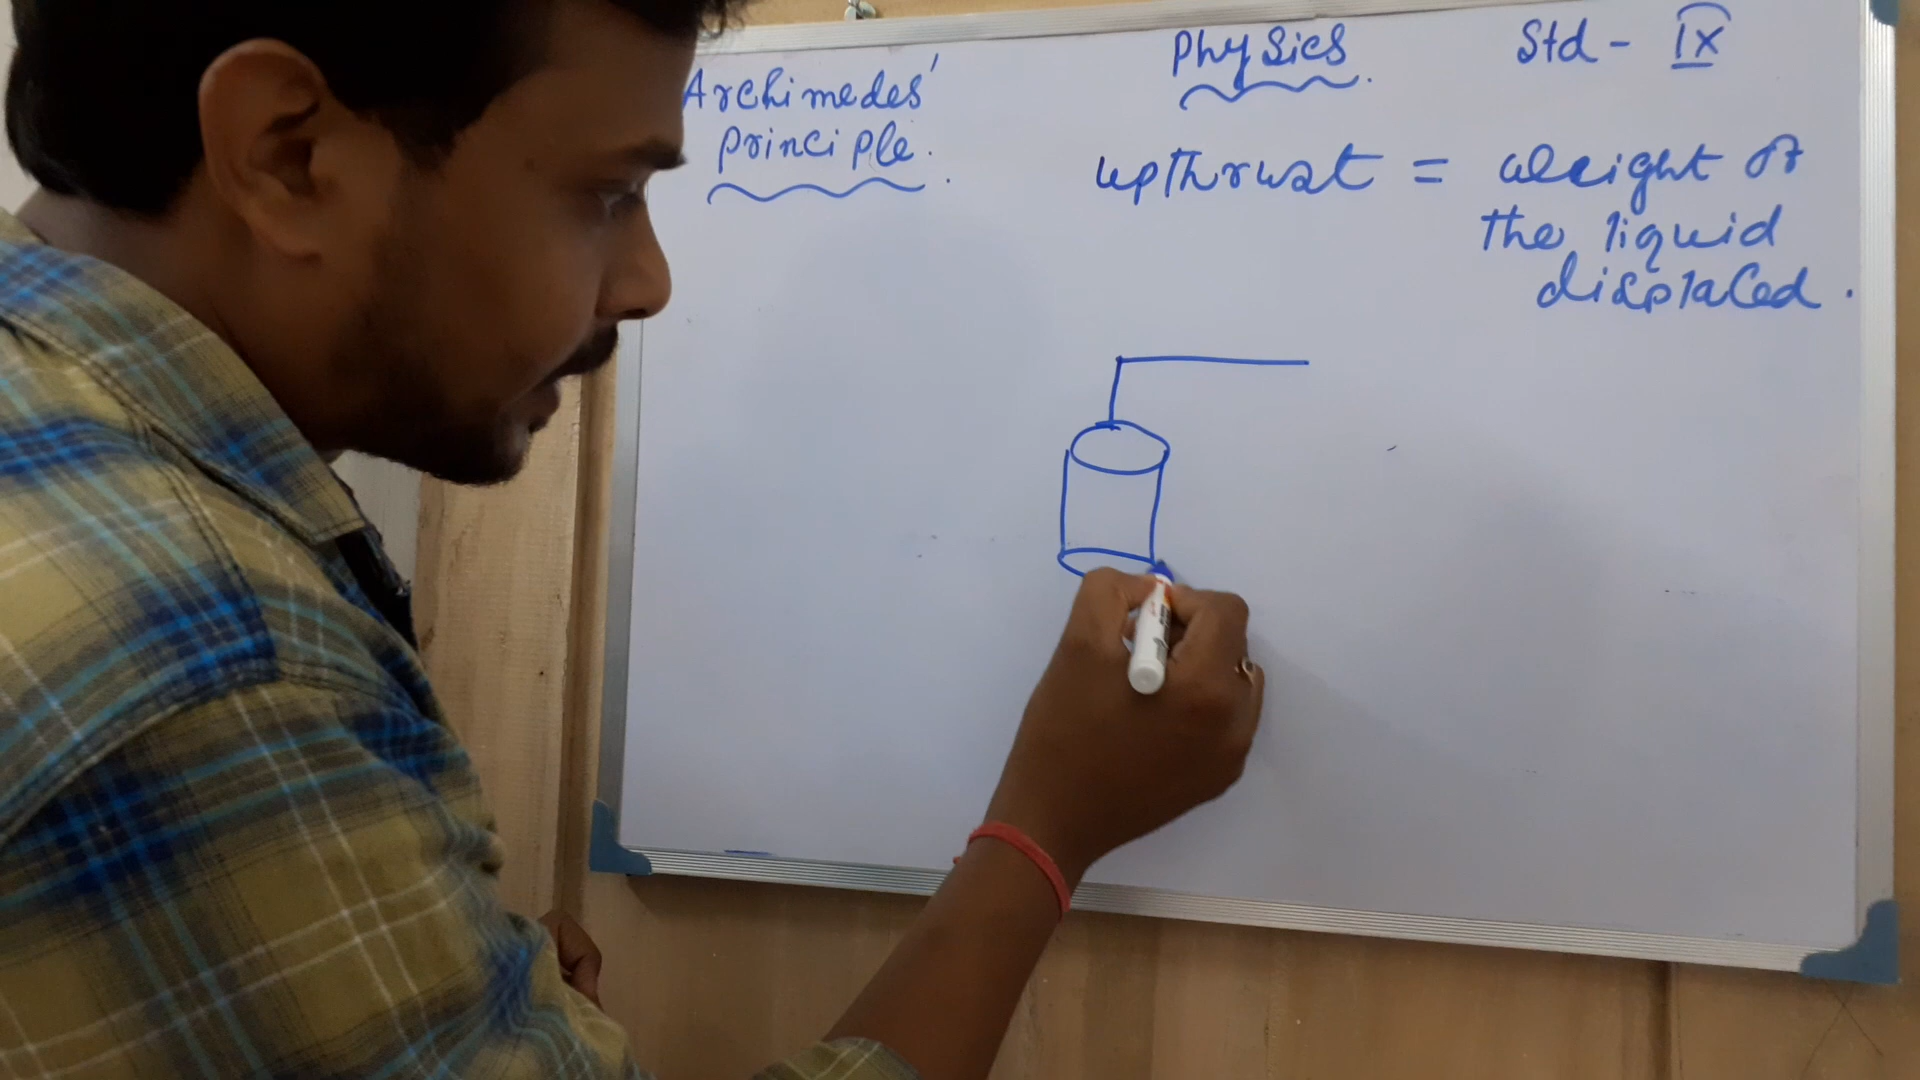 Archimedes'
principle.
Physics.
Std - IX
upthrust = weight of
the liquid
displaced.